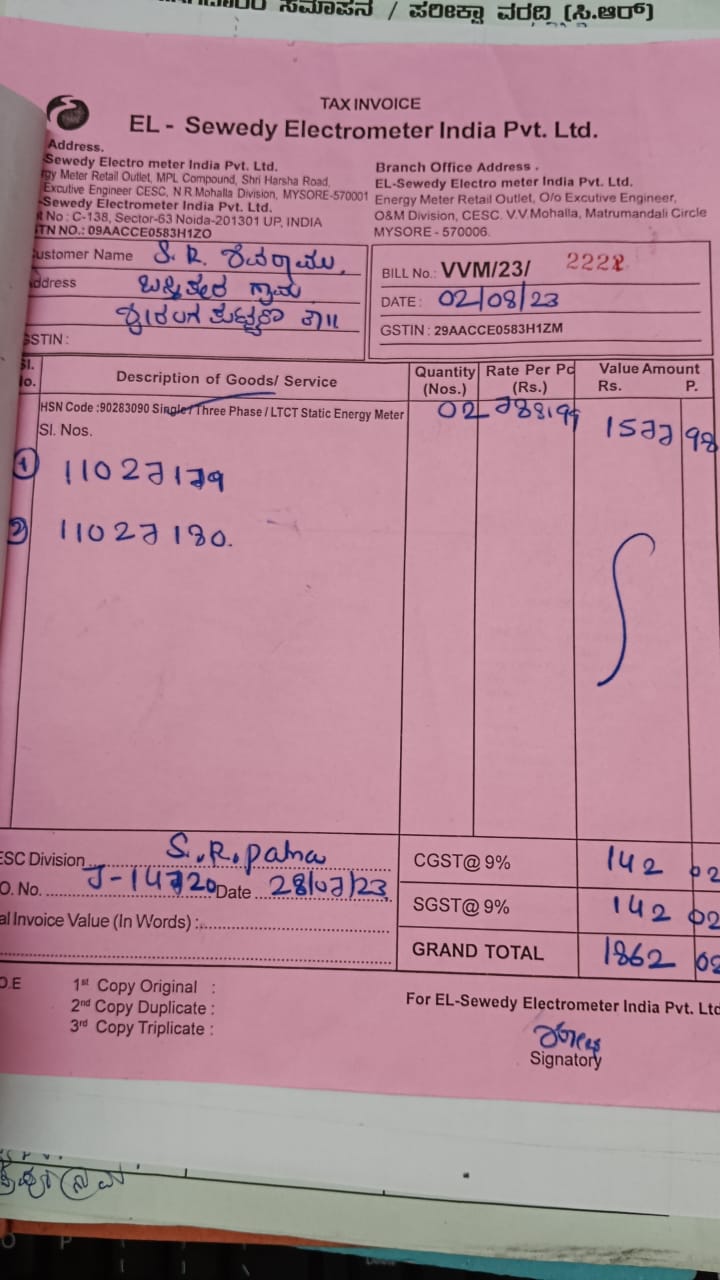 ಸಮಾಪನ / ಪರೀಕ್ಷಾ ವರದಿ (ಸಿ.ಆರ್)
TAX INVOICE
EL - Sewedy Electrometer India Pvt. Ltd.
Address.
Sewedy Electro meter India Pvt. Ltd.
rgy Meter Retail Outlet, MPL Compound, Shri Harsha Road,
Excutive Engineer CESC, N.R.Mohalla Division, MYSORE-570001
Sewedy Electrometer India Pvt. Ltd.
t No : C-138, Sector-63 Noida-201301 UP, INDIA
TN NO.: 09AACCE0583H1ZO
Branch Office Address .
EL-Sewedy Electro meter India Pvt. Ltd.
Energy Meter Retail Outlet, O/o Excutive Engineer,
O&M Division, CESC. V.V.Mohalla, Matrumandali Circle
MYSORE - 570006.
ustomer Name S. R. ಶಿವರಾಮು
ddress
ಗ್ರಾಮ
GSTIN :
BILL No.: VVM/23/ 2221
DATE : 02/08/23
GSTIN : 29AACCE0583H1ZM
Sl. No. Description of Goods/ Service Quantity (Nos.) Rate Per Pc (Rs.) Value Amount Rs. P.
HSN Code :90283090 Single / Three Phase / LTCT Static Energy Meter 02 788.99 1577 98
Sl. Nos.
① 11027179
② 11027180.
ESC Division S.R.patna
O. No. J-14720 Date 28/07/23
al Invoice Value (In Words) :
CGST@ 9% 142 02
SGST@ 9% 142 02
GRAND TOTAL 1862 02
O.E
1st Copy Original :
2nd Copy Duplicate :
3rd Copy Triplicate :
For EL-Sewedy Electrometer India Pvt. Ltd
Signatory